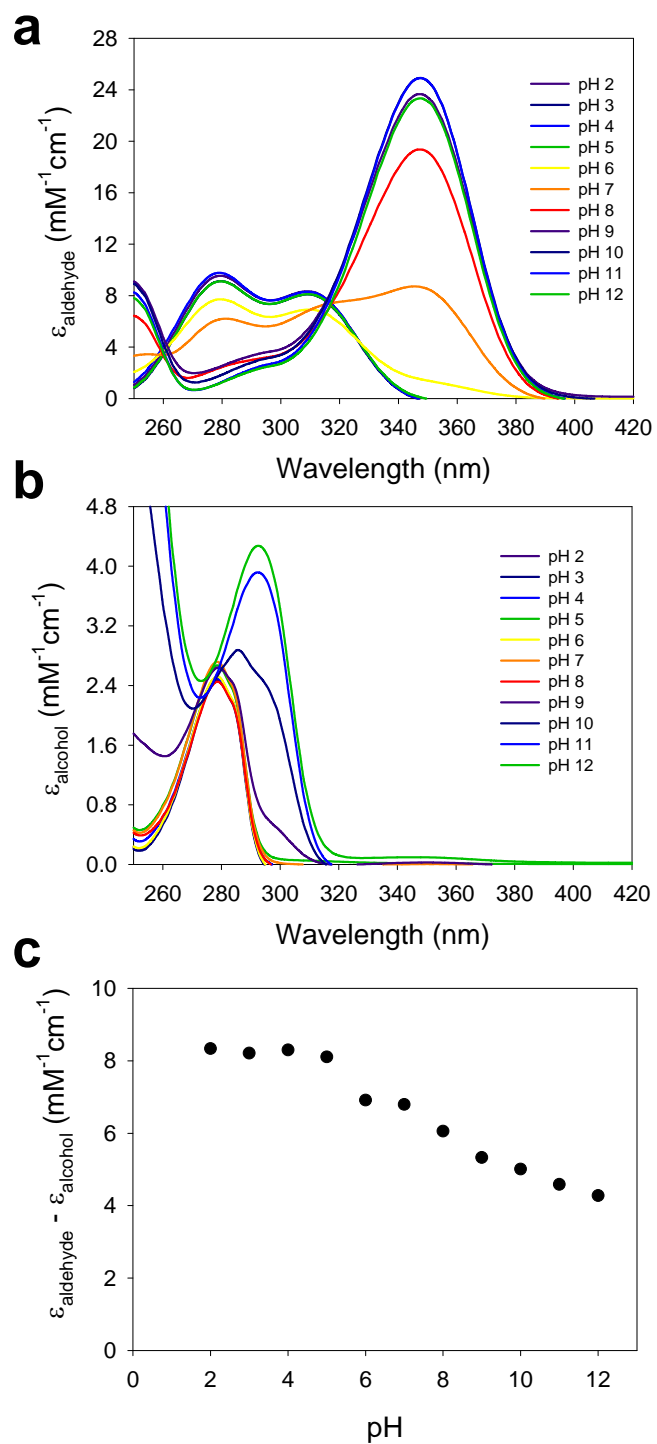 a
28
24
20
16
12
8
4
0
εaldehyde (mM-1cm-1)
260 280 300 320 340 360 380 400 420
Wavelength (nm)
pH 2
pH 3
pH 4
pH 5
pH 6
pH 7
pH 8
pH 9
pH 10
pH 11
pH 12
b
4.8
4.0
3.2
2.4
1.6
0.8
0.0
εalcohol (mM-1cm-1)
260 280 300 320 340 360 380 400 420
Wavelength (nm)
pH 2
pH 3
pH 4
pH 5
pH 6
pH 7
pH 8
pH 9
pH 10
pH 11
pH 12
c
10
8
6
4
2
0
εaldehyde - εalcohol (mM-1cm-1)
0 2 4 6 8 10 12
pH